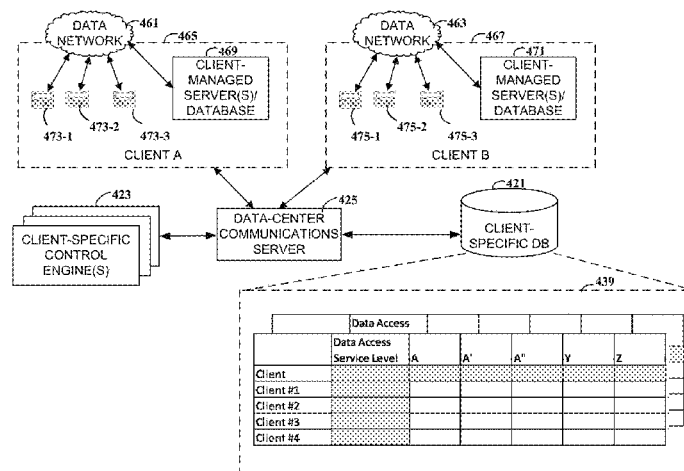 DATA
NETWORK
461
465
469
CLIENT-
MANAGED
SERVER(S)/
DATABASE
473-1
473-2
473-3
CLIENT A
DATA
NETWORK
463
467
471
CLIENT-
MANAGED
SERVER(S)/
DATABASE
475-1
475-2
475-3
CLIENT B
423
CLIENT-SPECIFIC
CONTROL
ENGINE(S)
425
DATA-CENTER
COMMUNICATIONS
SERVER
421
CLIENT-
SPECIFIC DB
439
Data Access
Data Access
Service Level A A' A" Y Z
Client
Client #1
Client #2
Client #3
Client #4